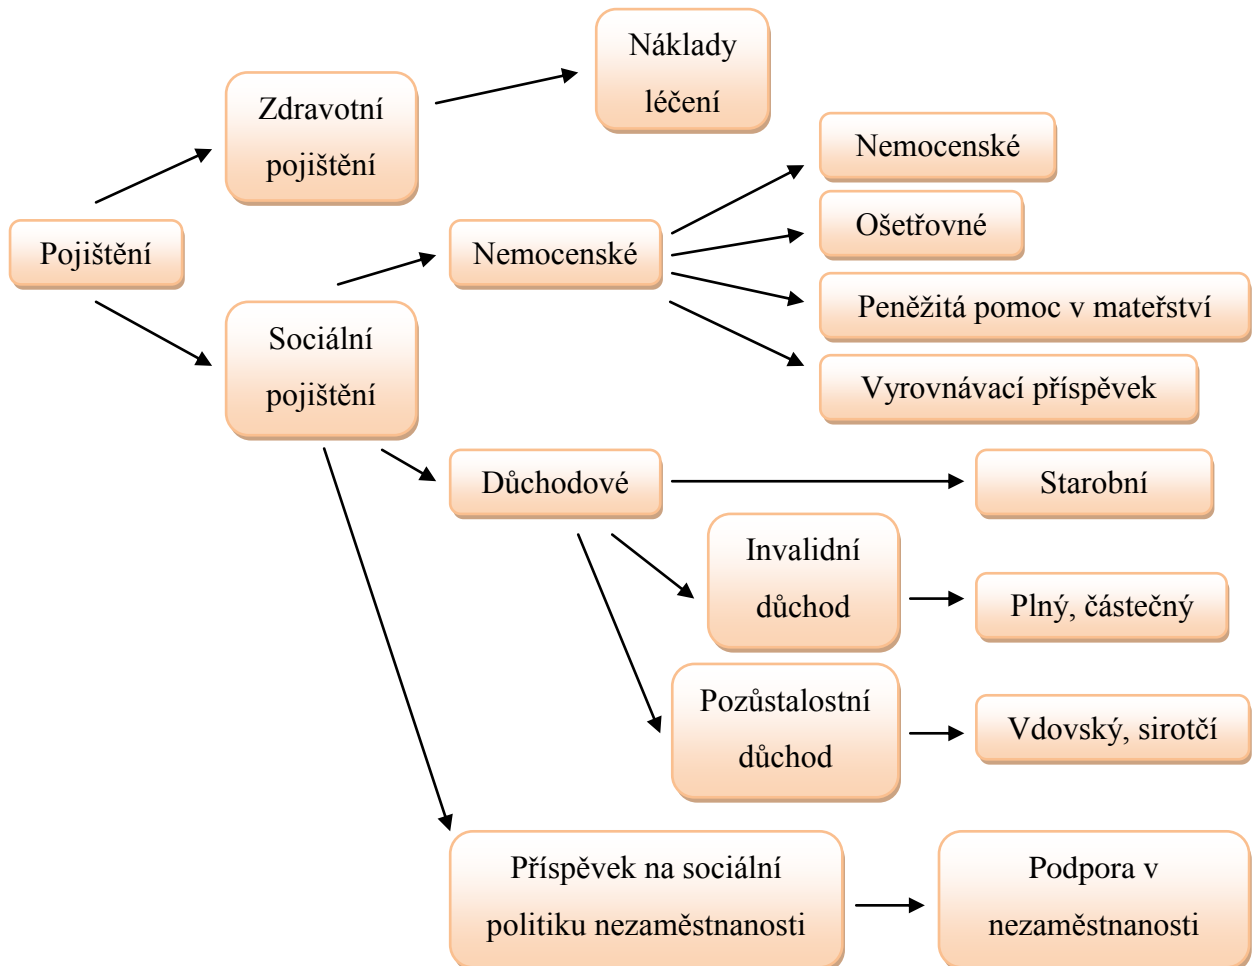 Náklady
léčení
Zdravotní
pojištění
Nemocenské
Ošetřovné
Pojištění
Nemocenské
Peněžitá pomoc v mateřství
Sociální
pojištění
Vyrovnávací příspěvek
Důchodové
Starobní
Invalidní
důchod
Plný, částečný
Pozůstalostní
důchod
Vdovský, sirotčí
Příspěvek na sociální
politiku nezaměstnanosti
Podpora v
nezaměstnanosti